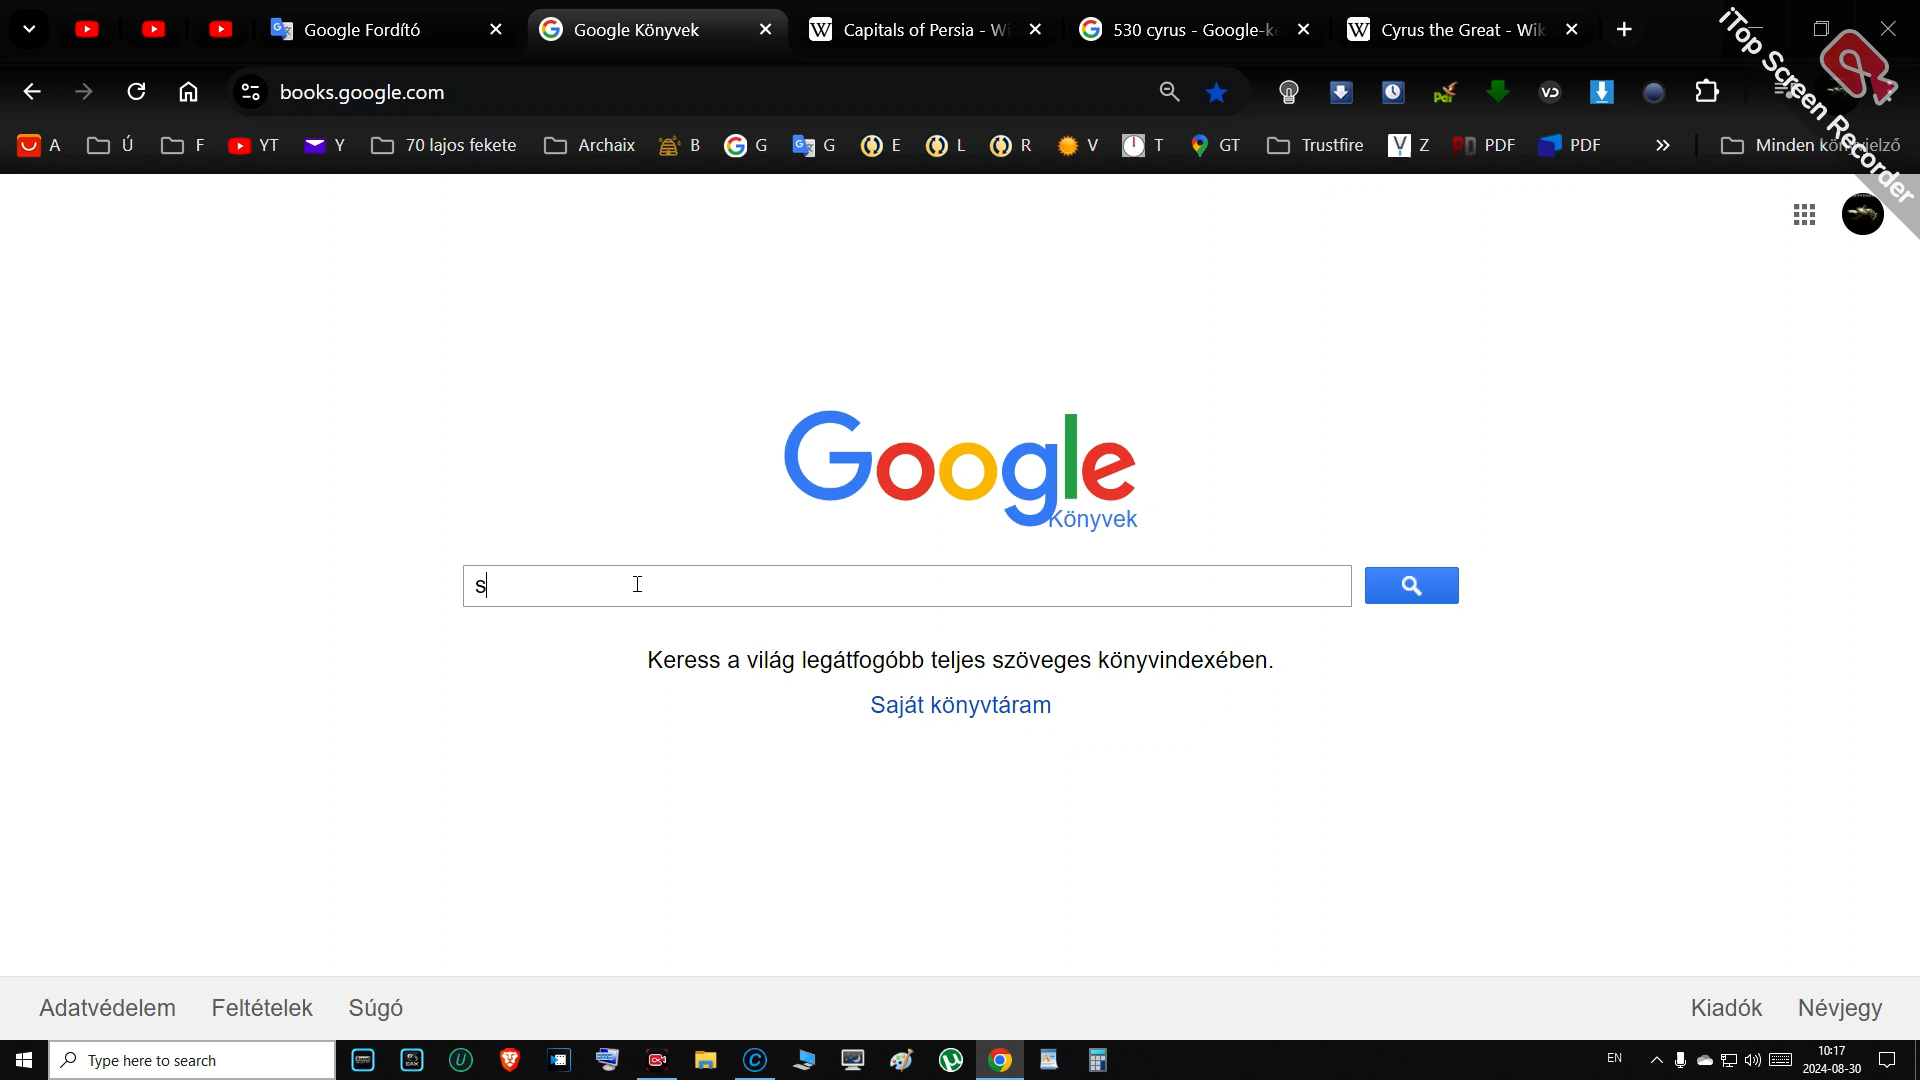 Google Fordító
Google Könyvek
Capitals of Persia - Wi
530 cyrus - Google-ke
Cyrus the Great - Wik
books.google.com
A
Ú
F
YT
Y
70 lajos fekete
Archaix
B
G
G
E
L
R
V
T
GT
Trustfire
Z
PDF
PDF
»
Minden könyvjelző
iTop Screen Recorder
Google
Könyvek
s
Keress a világ legátfogóbb teljes szöveges könyvindexében.
Saját könyvtáram
Adatvédelem
Feltételek
Súgó
Kiadók
Névjegy
Type here to search
EN
10:17
2024-08-30